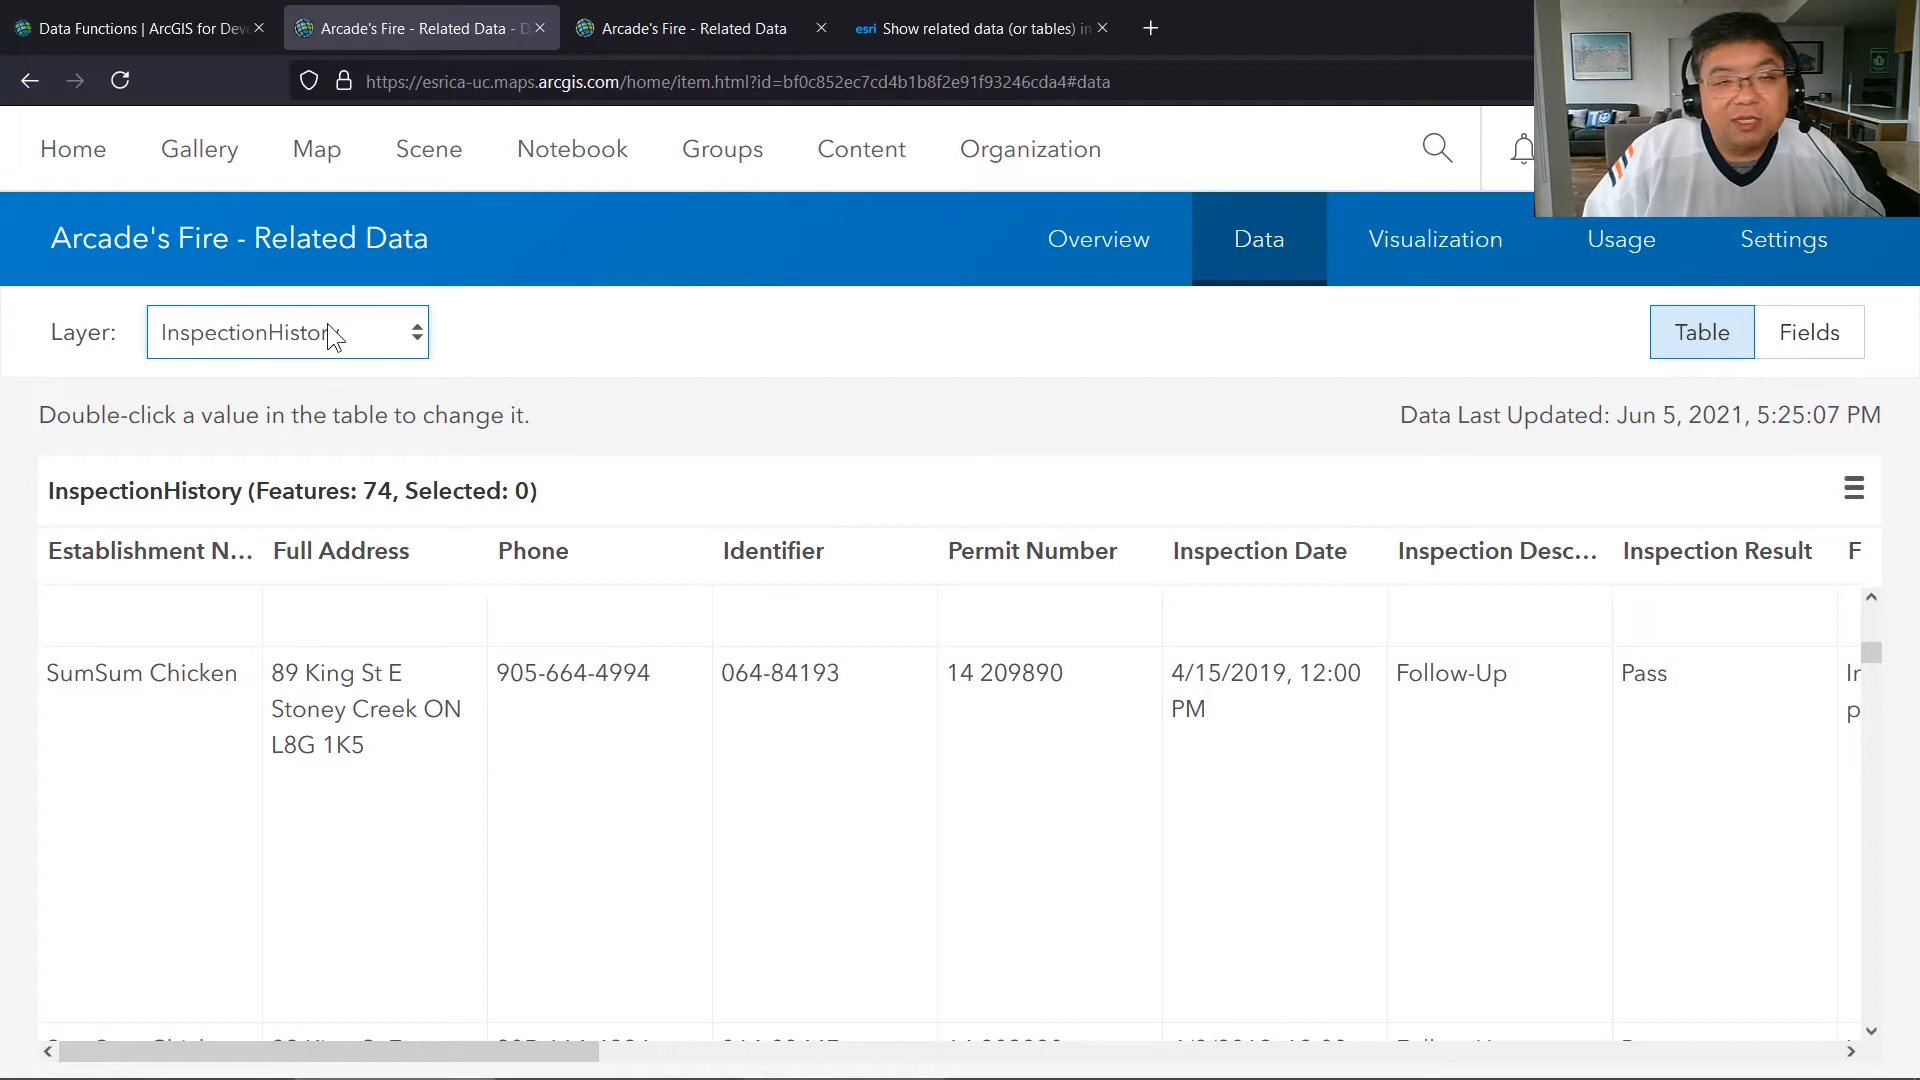 Data Functions | ArcGIS for Deve
Arcade's Fire - Related Data - D
Arcade's Fire - Related Data
esri Show related data (or tables) in
https://esrica-uc.maps.arcgis.com/home/item.html?id=bf0c852ec7cd4b1b8f2e91f93246cda4#data
Home Gallery Map Scene Notebook Groups Content Organization
Arcade's Fire - Related Data
Overview Data Visualization Usage Settings
Layer: InspectionHistory
Table Fields
Double-click a value in the table to change it.
Data Last Updated: Jun 5, 2021, 5:25:07 PM
InspectionHistory (Features: 74, Selected: 0)
Establishment N... Full Address Phone Identifier Permit Number Inspection Date Inspection Desc... Inspection Result F
SumSum Chicken 89 King St E 905-664-4994 064-84193 14 209890 4/15/2019, 12:00 Follow-Up Pass
Stoney Creek ON PM
L8G 1K5